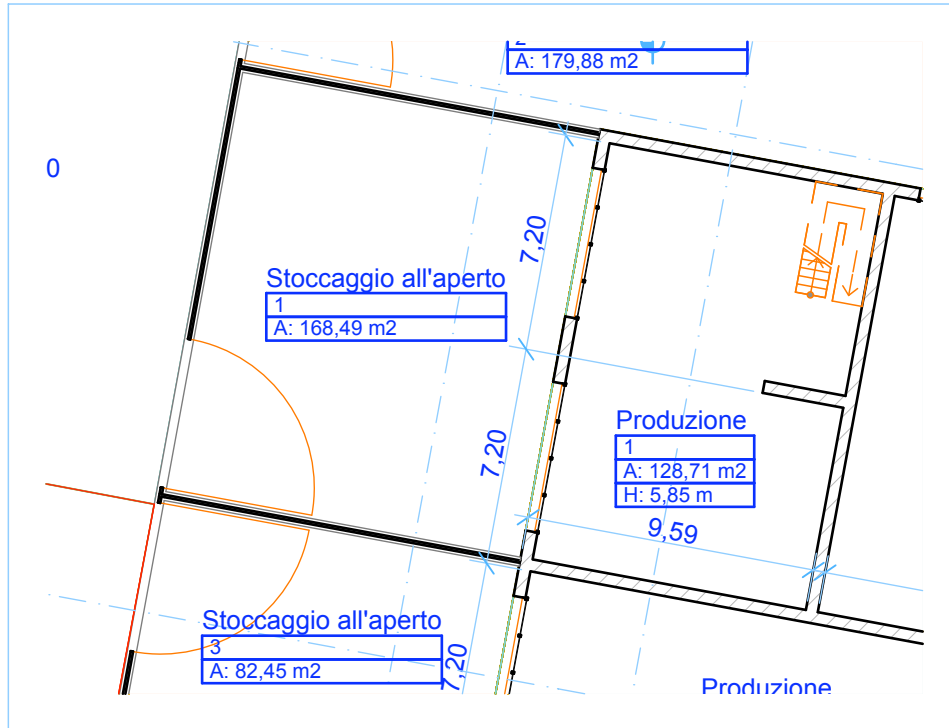 2
A: 179,88 m2
0
7,20
Stoccaggio all'aperto
1
A: 168,49 m2
7,20
Produzione
1
A: 128,71 m2
H: 5,85 m
9,59
Stoccaggio all'aperto
3
A: 82,45 m2
7,20
Produzione